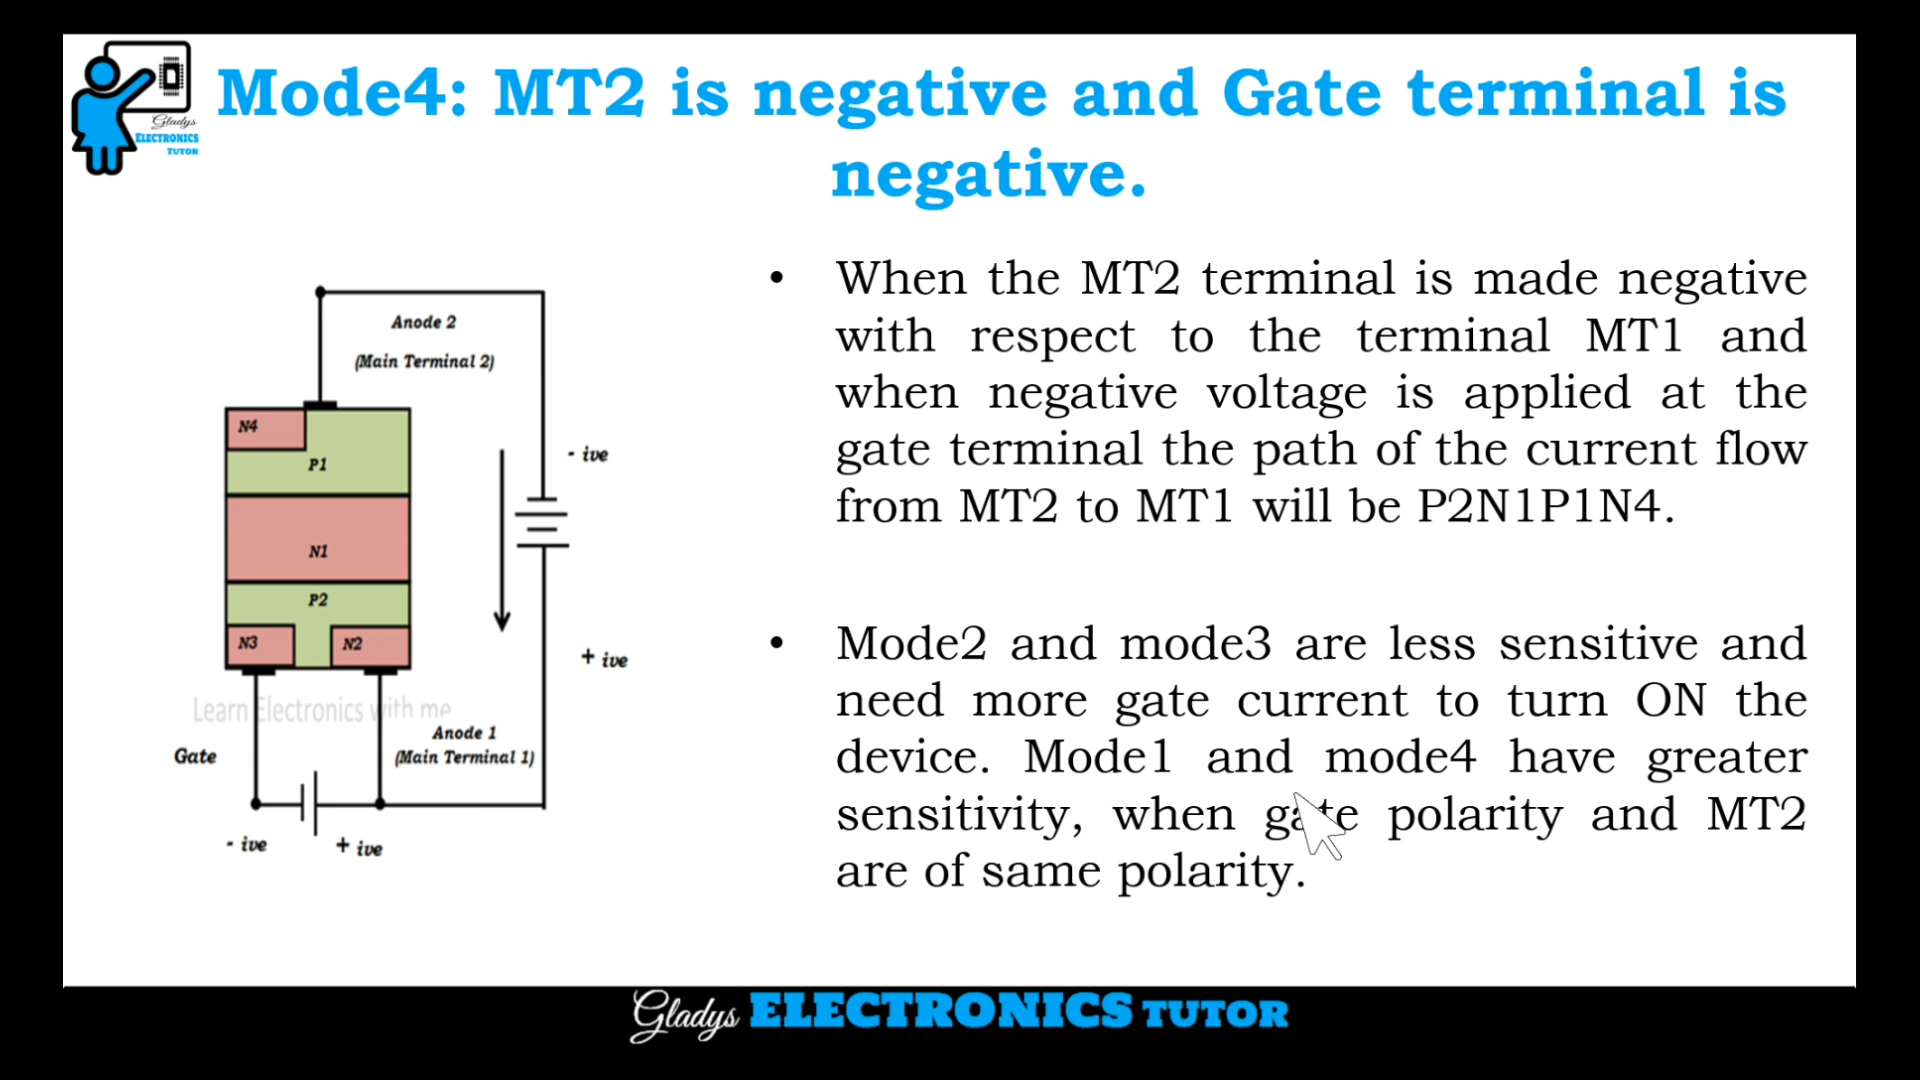 Gladys
ELECTRONICS
TUTOR
Mode4: MT2 is negative and Gate terminal is
negative.
Anode 2
(Main Terminal 2)
- ive
N4
P1
N1
P2
N3
N2
+ ive
Learn Electronics with me
Anode 1
(Main Terminal 1)
Gate
- ive
+ ive
• When the MT2 terminal is made negative
with respect to the terminal MT1 and
when negative voltage is applied at the
gate terminal the path of the current flow
from MT2 to MT1 will be P2N1P1N4.
• Mode2 and mode3 are less sensitive and
need more gate current to turn ON the
device. Mode1 and mode4 have greater
sensitivity, when gate polarity and MT2
are of same polarity.
Gladys ELECTRONICS TUTOR